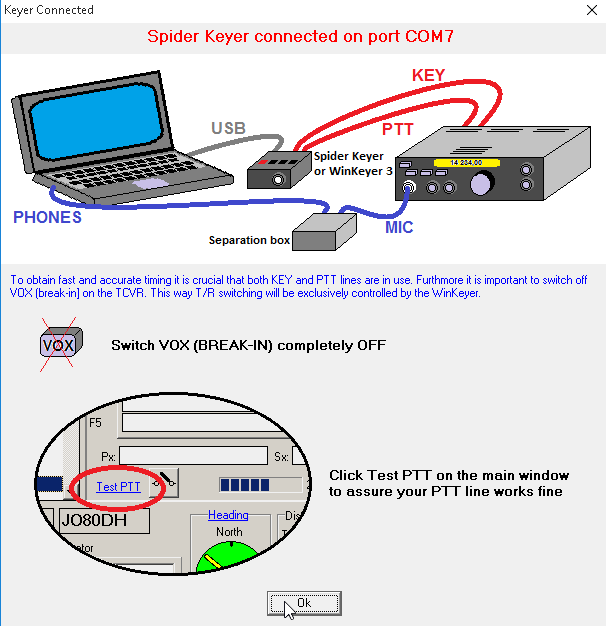 Keyer Connected
Spider Keyer connected on port COM7
KEY
USB
PTT
Spider Keyer
or WinKeyer 3
14 234,00
PHONES
MIC
Separation box
To obtain fast and accurate timing it is crucial that both KEY and PTT lines are in use. Furthmore it is important to switch off
VOX (break-in] on the TCVR. This way T/R switching will be exclusively controlled by the WinKeyer.
VOX
Switch VOX (BREAK-IN) completely OFF
F5
Px:
Sx:
Test PTT
Click Test PTT on the main window
to assure your PTT line works fine
JO80DH
Heading
North
Ok